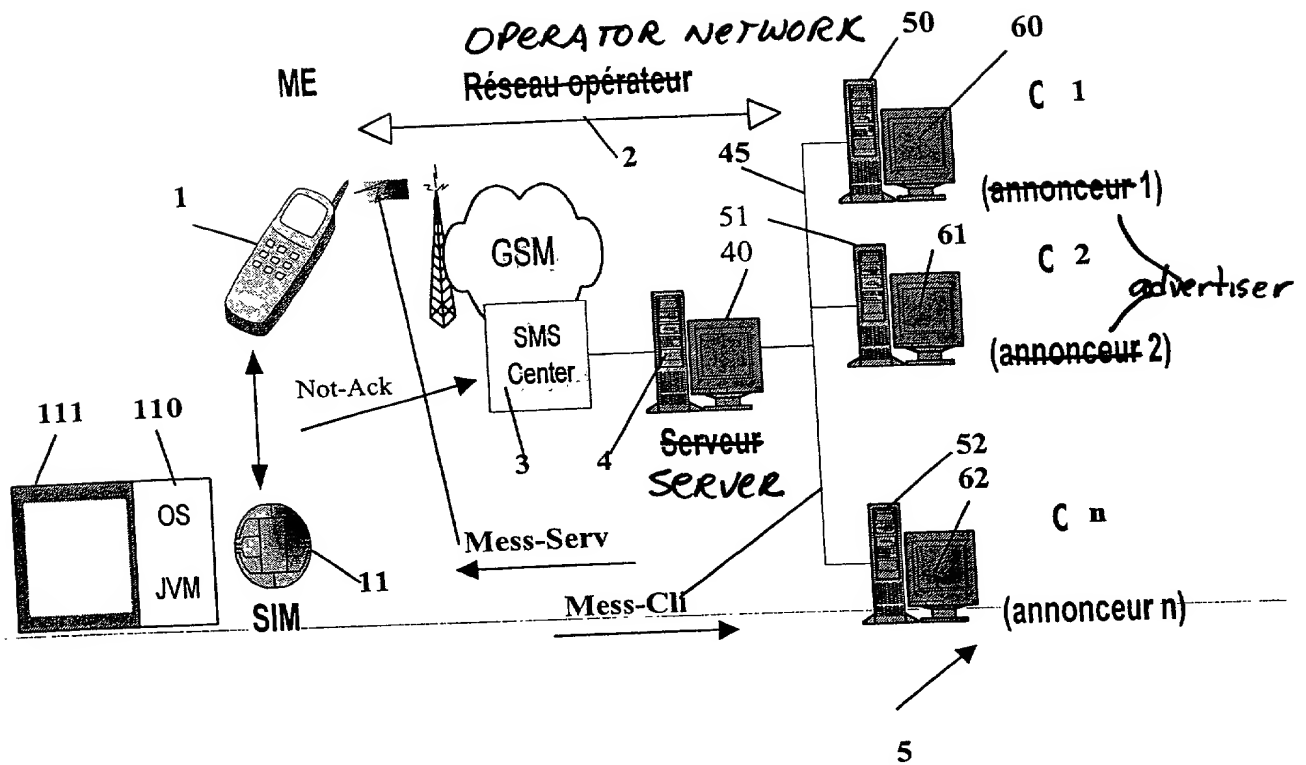 OPERATOR NETWORK
50
60
ME
Réseau opérateur
C 1
2
45
1
(annonceur 1)
51
61
40
GSM
C 2
advertiser
SMS
Center
(annonceur 2)
Not-Ack
111
110
3
4
Serveur
SERVER
52
62
OS
C n
Mess-Serv
JVM
11
SIM
Mess-Cli
(annonceur n)
5